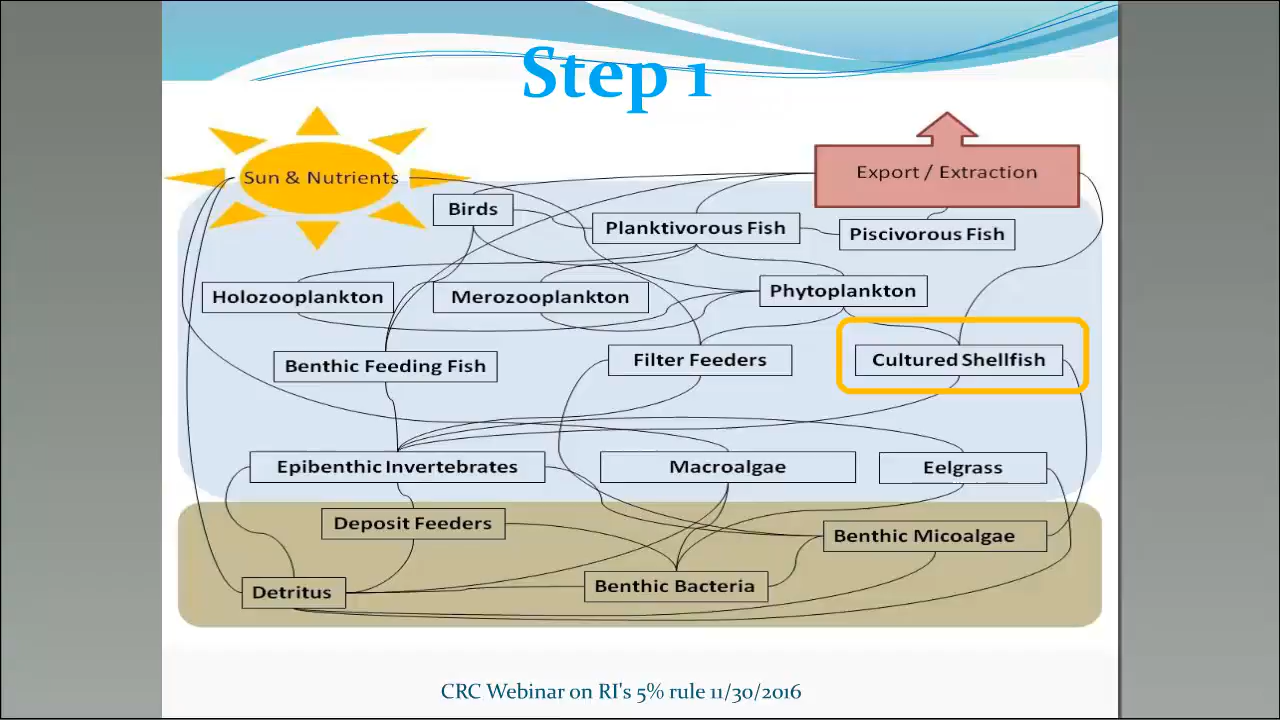 Step 1
Sun & Nutrients
Export / Extraction
Birds
Planktivorous Fish
Piscivorous Fish
Holozooplankton
Merozooplankton
Phytoplankton
Benthic Feeding Fish
Filter Feeders
Cultured Shellfish
Epibenthic Invertebrates
Macroalgae
Eelgrass
Deposit Feeders
Benthic Micoalgae
Detritus
Benthic Bacteria
CRC Webinar on RI's 5% rule 11/30/2016